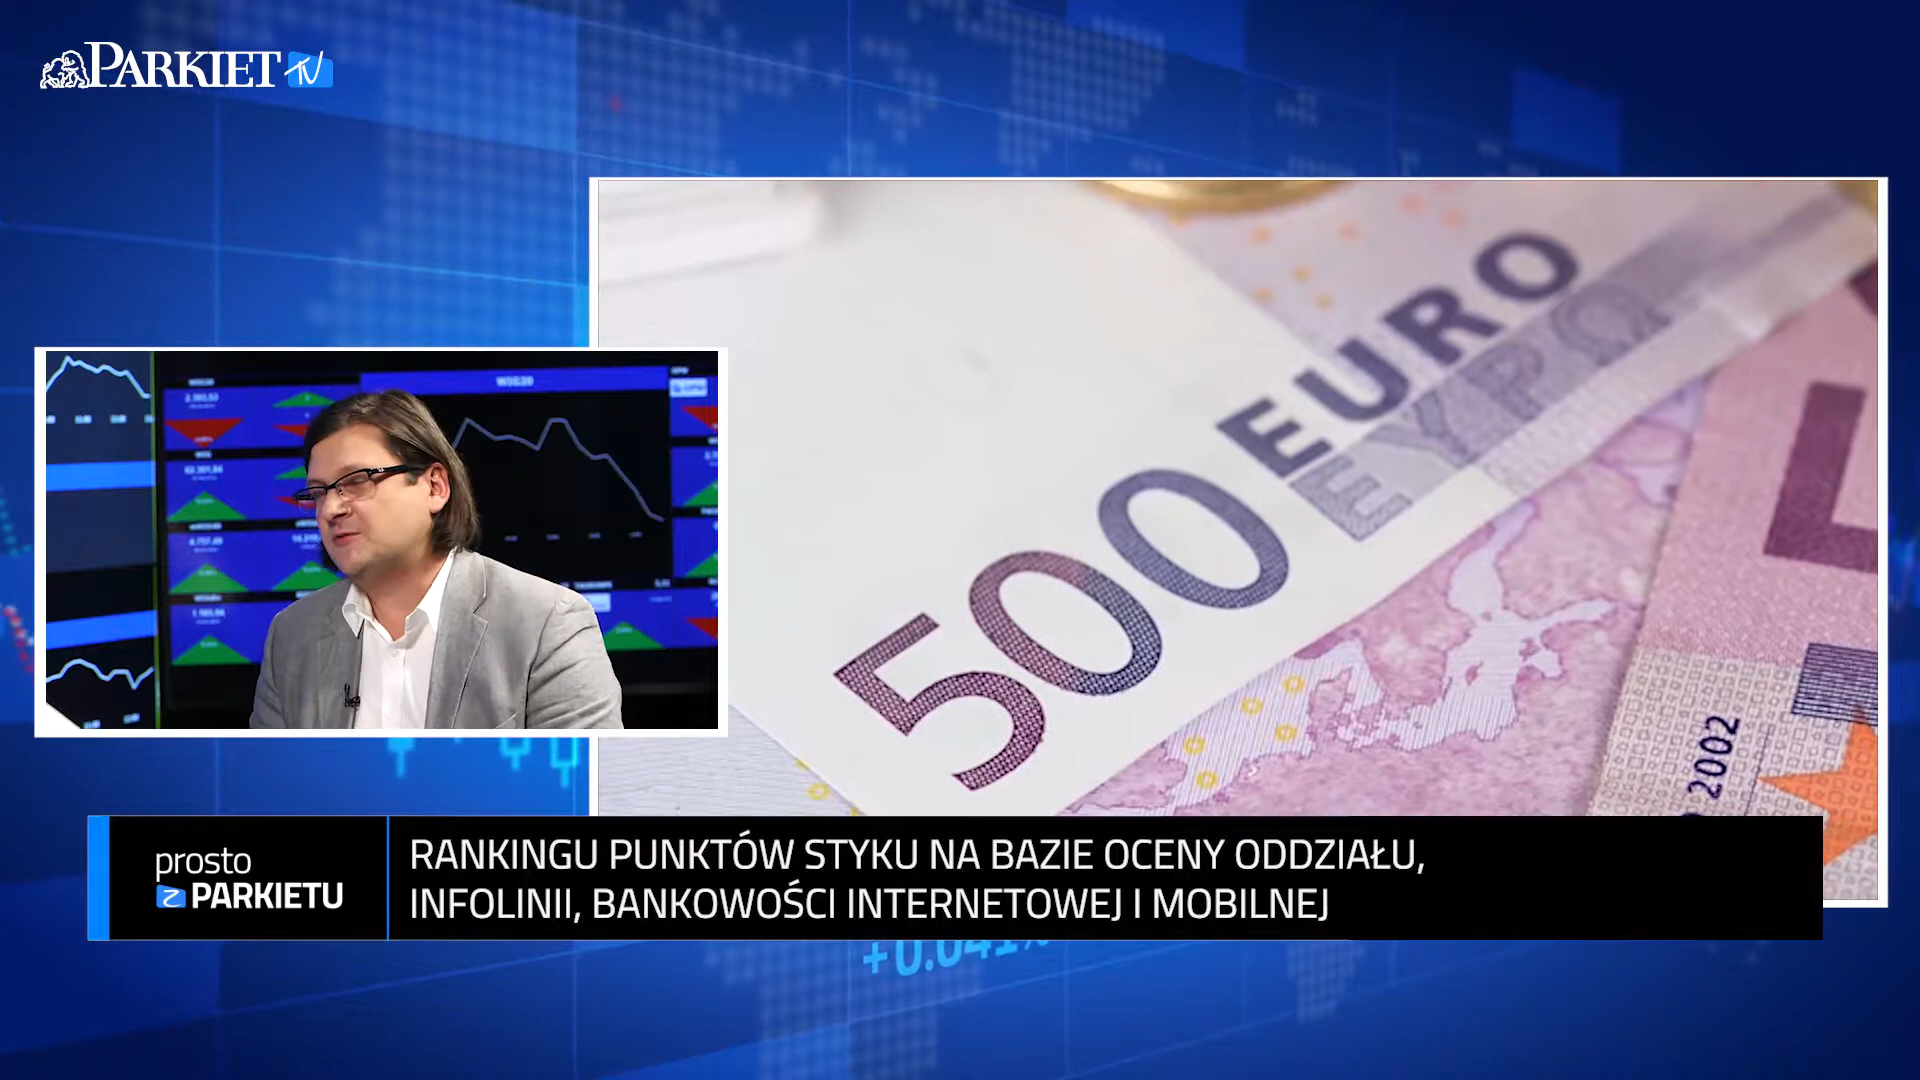 PARKIET TV
WIG20
500 EURO
ΕΥΡΩ
2002
prosto
z PARKIETU
RANKINGU PUNKTÓW STYKU NA BAZIE OCENY ODDZIAŁU,
INFOLINII, BANKOWOŚCI INTERNETOWEJ I MOBILNEJ